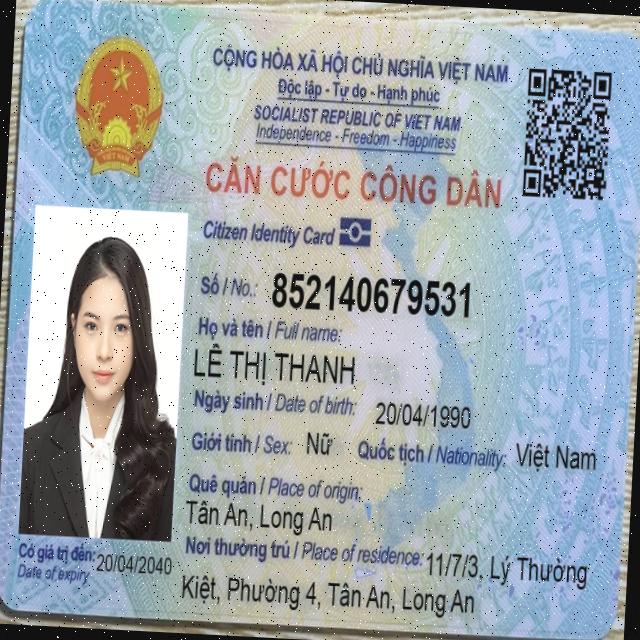 CỘNG HÒA XÃ HỘI CHỦ NGHĨA VIỆT NAM
Độc lập - Tự do - Hạnh phúc
SOCIALIST REPUBLIC OF VIET NAM
Independence - Freedom - Happiness
CĂN CƯỚC CÔNG DÂN
Citizen Identity Card
Số / No.: 852140679531
Họ và tên / Full name:
LÊ THỊ THANH
Ngày sinh / Date of birth: 20/04/1990
Giới tính / Sex: Nữ Quốc tịch / Nationality: Việt Nam
Quê quán / Place of origin:
Tân An, Long An
Nơi thường trú / Place of residence: 11/7/3, Lý Thường
Kiệt, Phường 4, Tân An, Long An
Có giá trị đến: 20/04/2040
Date of expiry